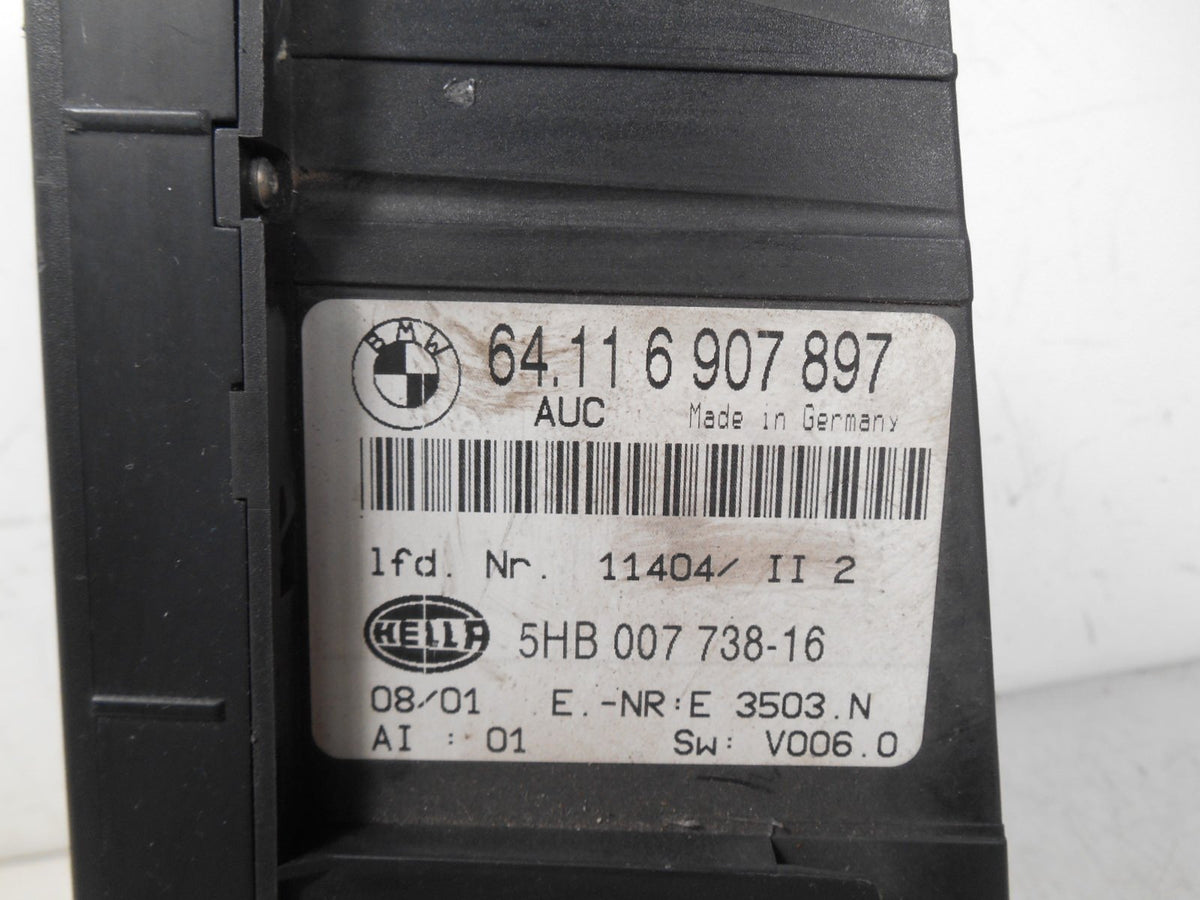 BMW 64.11 6 907 897
AUC Made in Germany
lfd. Nr. 11404/ II 2
HELLA 5HB 007 738-16
08/01 E.-NR:E 3503.N
AI : 01 Sw: V006.0